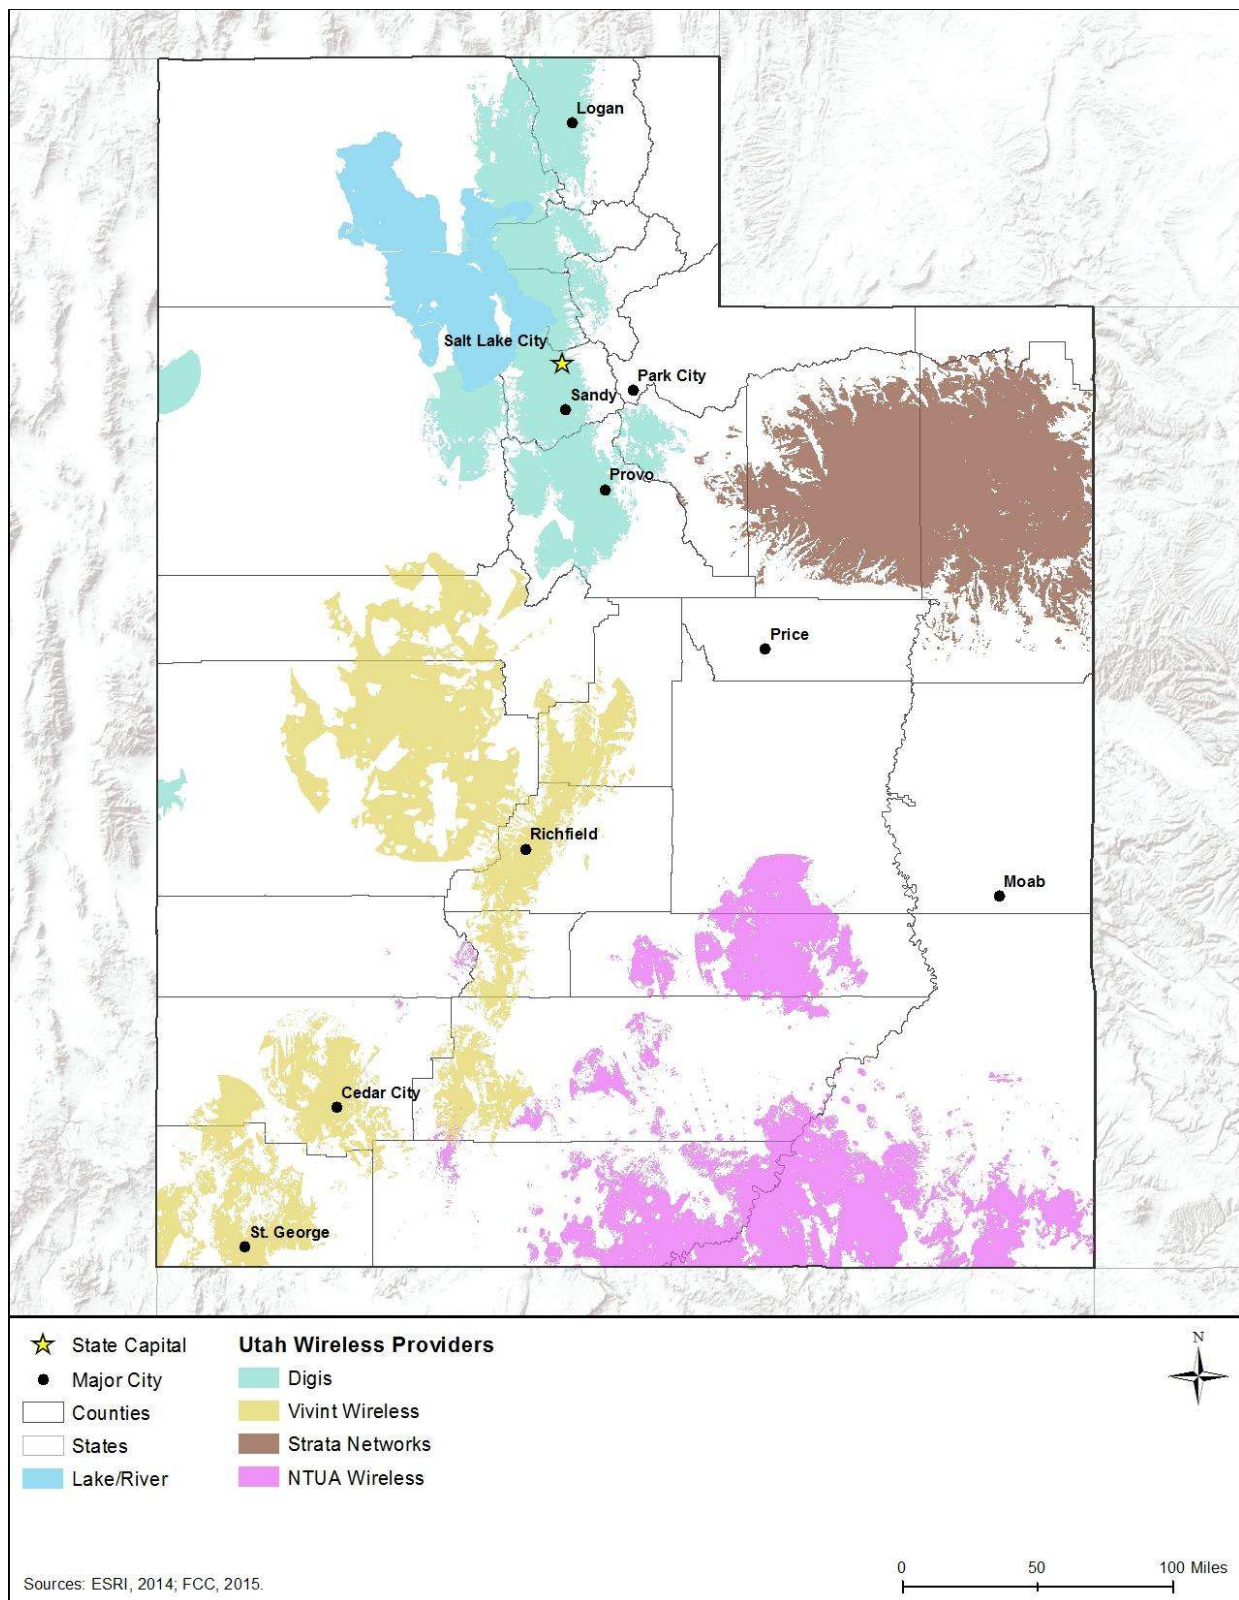 Logan
Salt Lake City
Park City
Sandy
Provo
Price
Richfield
Moab
Cedar City
St. George
State Capital
Major City
Counties
States
Lake/River
Utah Wireless Providers
Digis
Vivint Wireless
Strata Networks
NTUA Wireless
N
0 50 100 Miles
Sources: ESRI, 2014; FCC, 2015.